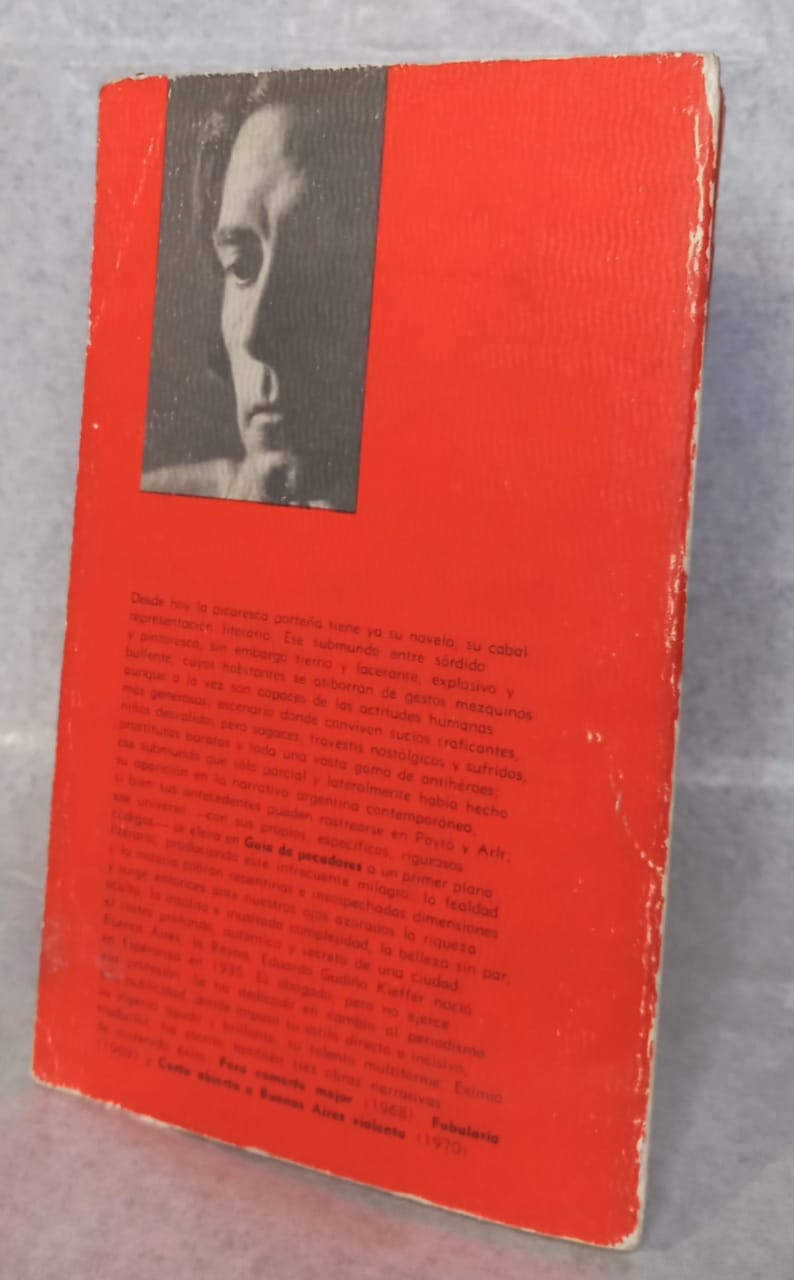 Desde hoy la picaresca porteña tiene ya su novela, su cabal
representación literaria. Ese submundo entre sórdido
y pintoresco, sin embargo tierno y lacerante, explosivo y
bullente, cuyos habitantes se atiborran de gestos mezquinos
aunque a la vez son capaces de las actitudes humanas
más generosas; escenario donde conviven sucios traficantes,
niños desvalidos pero sagaces, travestis nostálgicos y sufridos,
prostitutas baratas y toda una vasta gama de antihéroes;
ese submundo que sólo parcial y lateralmente había hecho
su aparición en la narrativa argentina contemporánea,
si bien sus antecedentes pueden rastrearse en Payró y Arlt;
ese universo —con sus propios, específicos, rigurosos
códigos— se eleva en Guía de pecadores a un primer plano
literario, produciendo este infrecuente milagro: la fealdad
y la miseria cobran repentinas e insospechadas dimensiones
y surge entonces ante nuestros ojos azorados la riqueza
oculta, la insólita e inusitada complejidad, la belleza sin par,
el rostro profundo, auténtico y secreto de una ciudad:
Buenos Aires, la Reyna. Eduardo Gudiño Kieffer nació
en Esperanza en 1935. Es abogado, pero no ejerce
esa profesión. Se ha dedicado en cambio al periodismo
publicidad, donde impuso su estilo directo e incisivo,
su ingenio agudo y brillante, su talento multiforme. Eximio
traductor, ha escrito también tres obras narrativas
de sostenido éxito: Para comerte mejor (1968), Fabulario
(1969) y Carta abierta a Buenos Aires violento (1970)